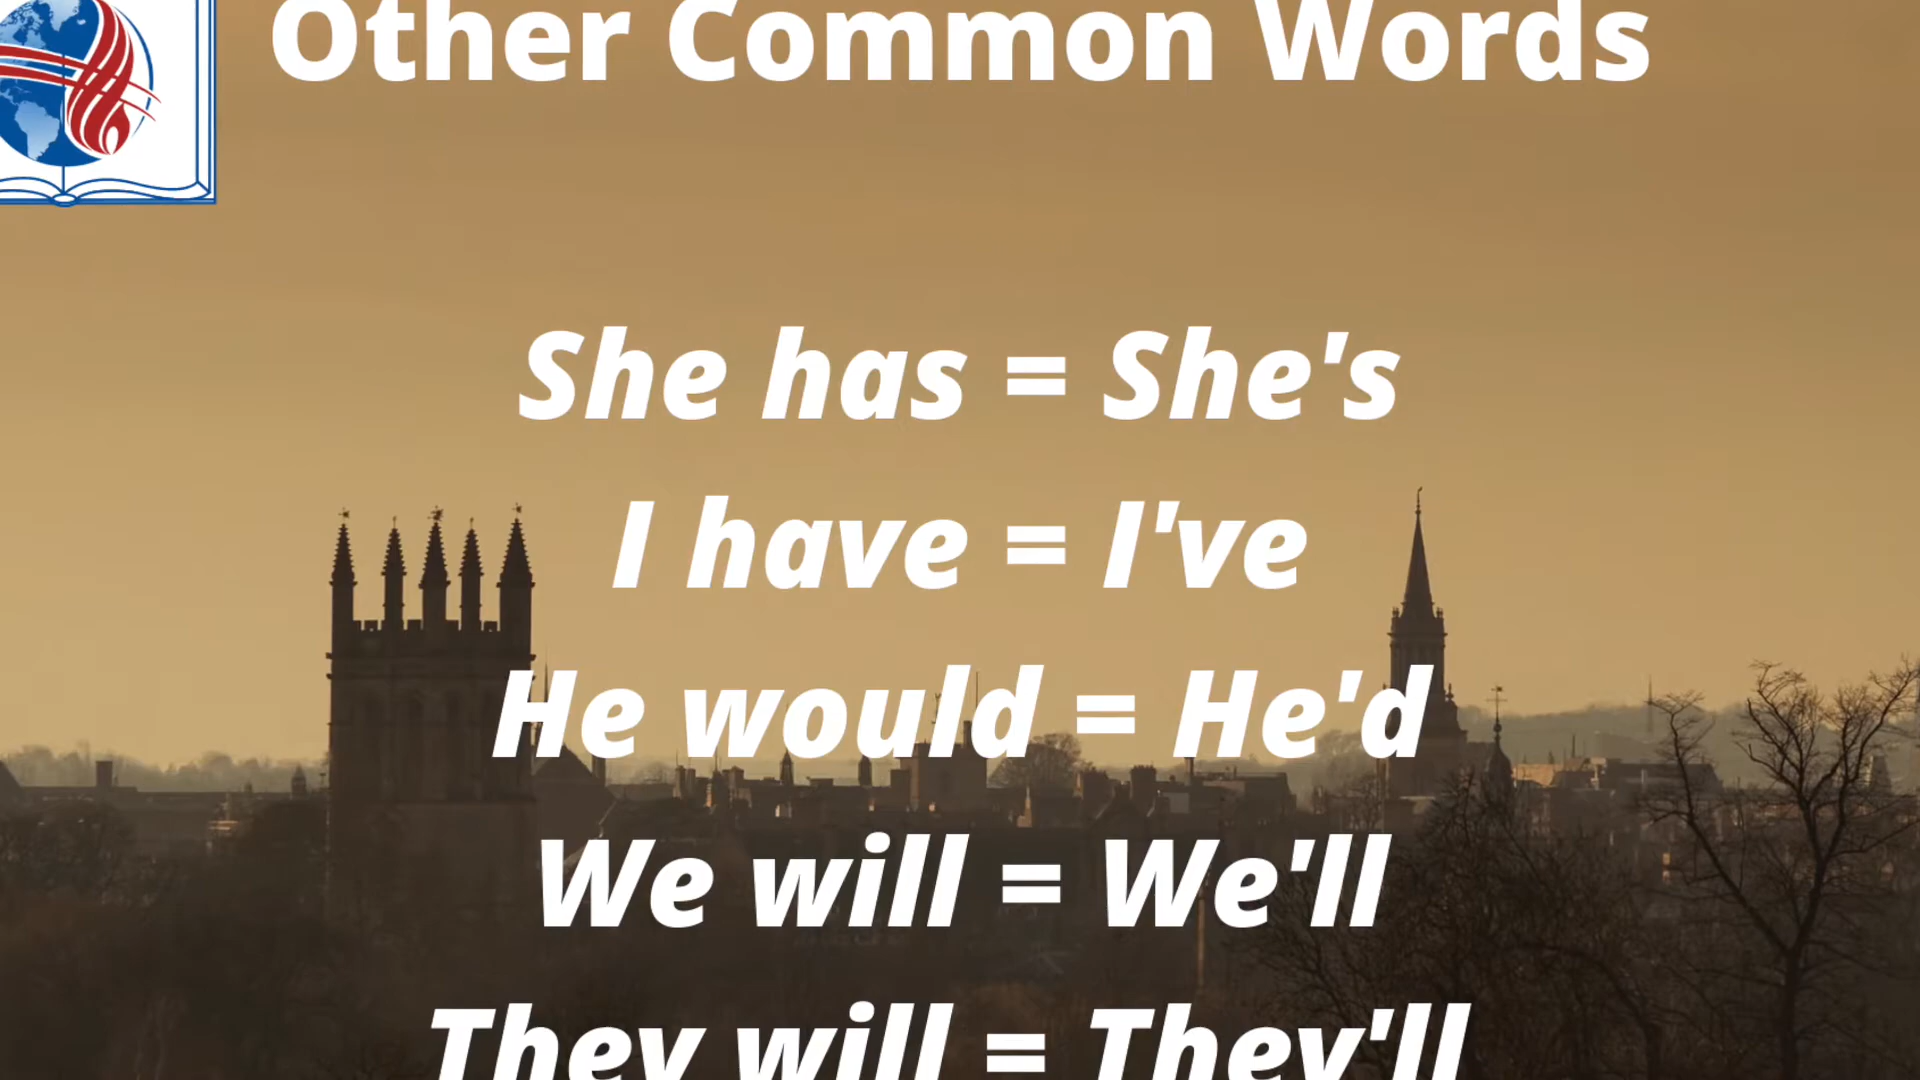 Other Common Words
She has = She's
I have = I've
He would = He'd
We will = We'll
They will = They'll